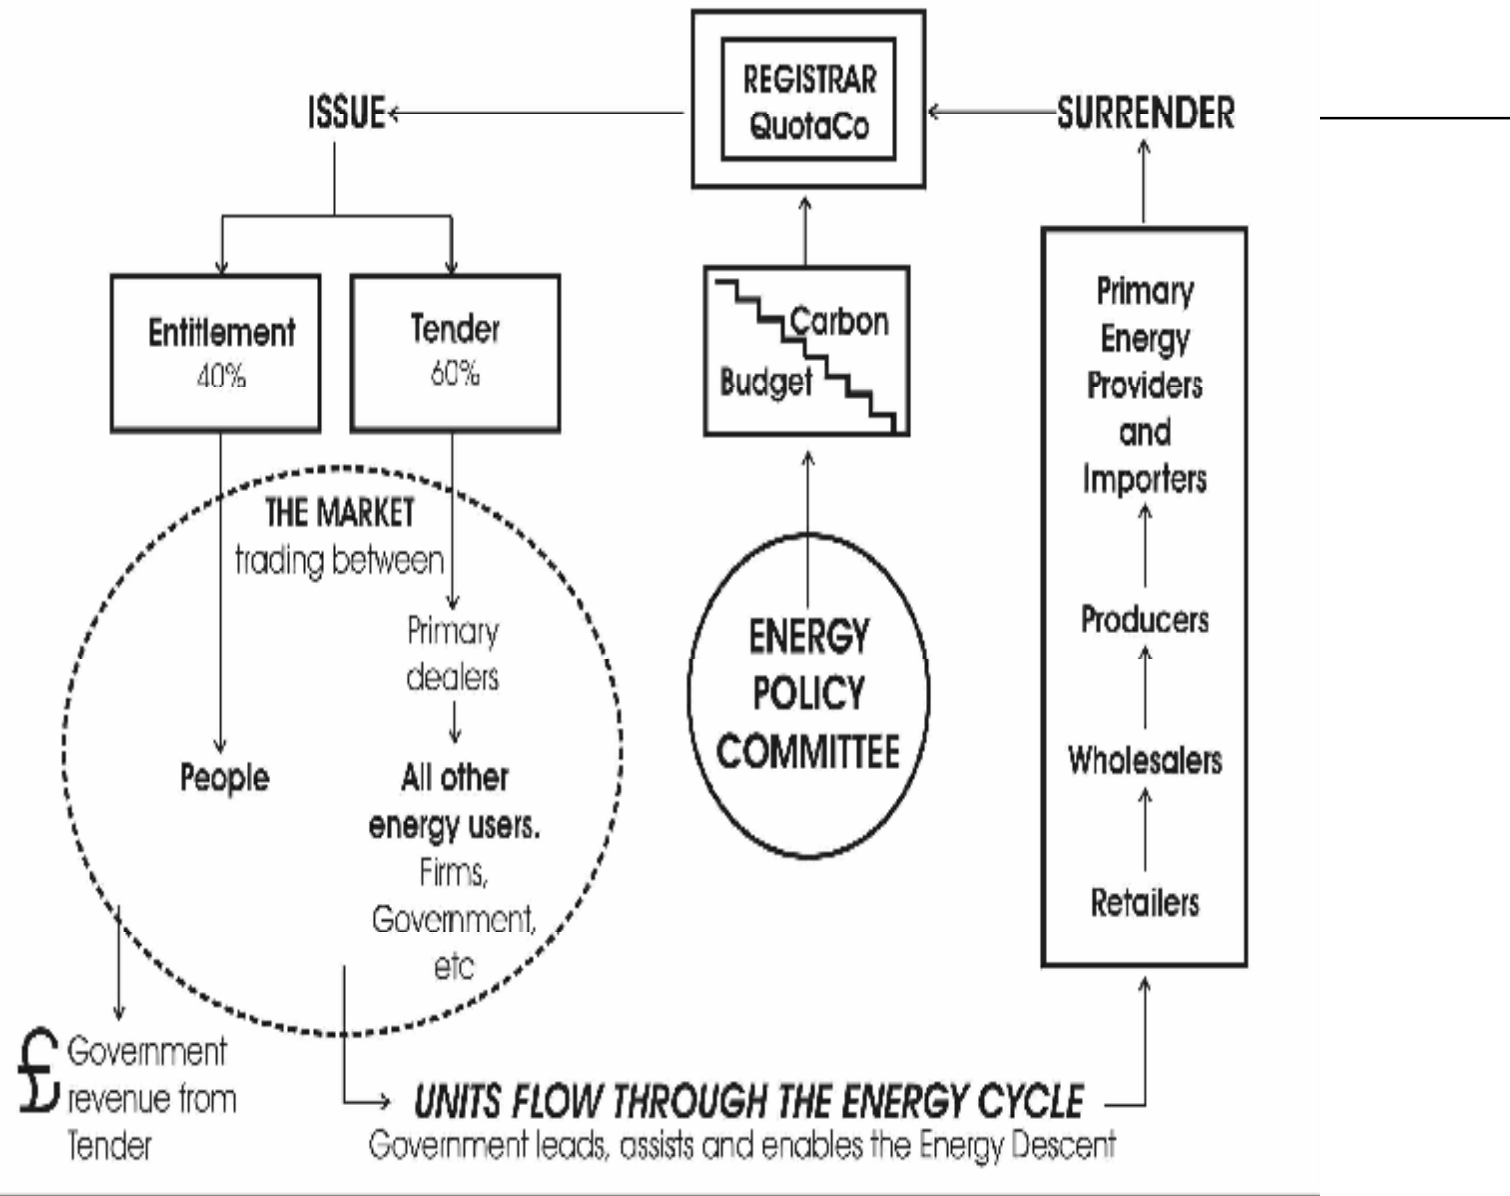 REGISTRAR
QuotaCo
ISSUE
SURRENDER
Entitlement
40%
Tender
60%
Carbon
Budget
THE MARKET
trading between
Primary
dealers
People
All other
energy users.
Firms,
Government,
etc
ENERGY
POLICY
COMMITTEE
Primary
Energy
Providers
and
Importers
Producers
Wholesalers
Retailers
£ Government
revenue from
Tender
UNITS FLOW THROUGH THE ENERGY CYCLE
Government leads, assists and enables the Energy Descent